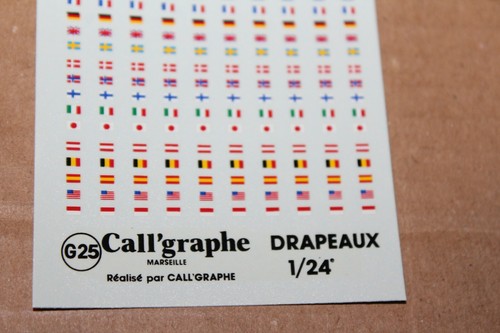 G25 Call'graphe DRAPEAUX
MARSEILLE 1/24°
Réalisé par CALL'GRAPHE